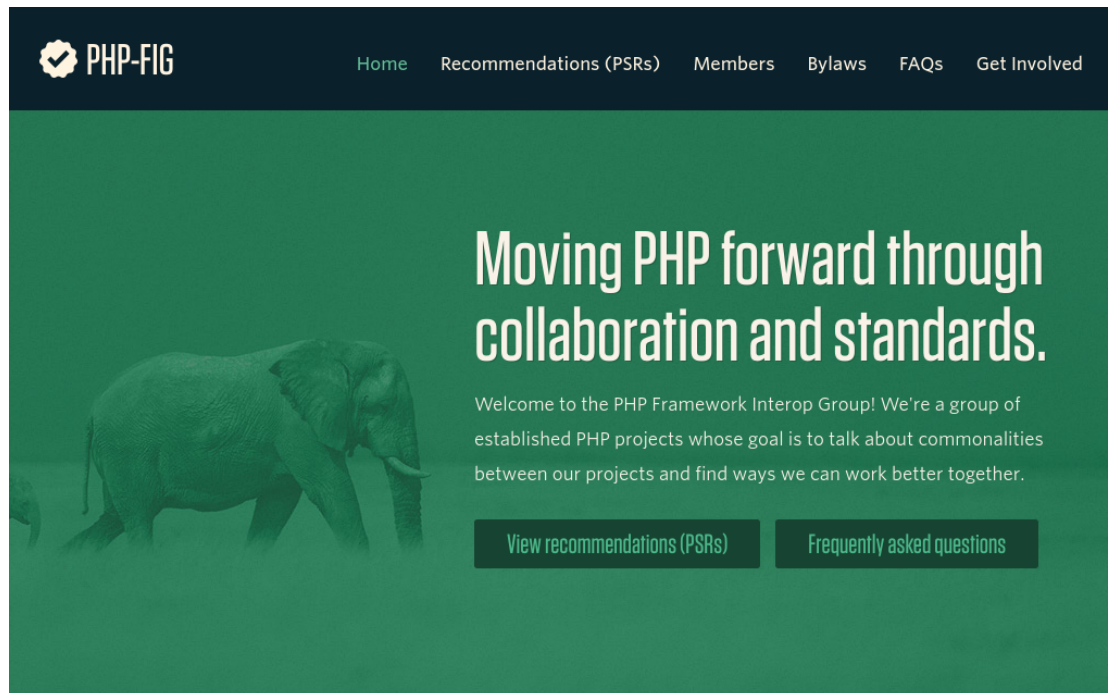 PHP-FIG
Home
Recommendations (PSRs)
Members
Bylaws
FAQs
Get Involved
Moving PHP forward through
collaboration and standards.
Welcome to the PHP Framework Interop Group! We're a group of
established PHP projects whose goal is to talk about commonalities
between our projects and find ways we can work better together.
View recommendations (PSRs)
Frequently asked questions